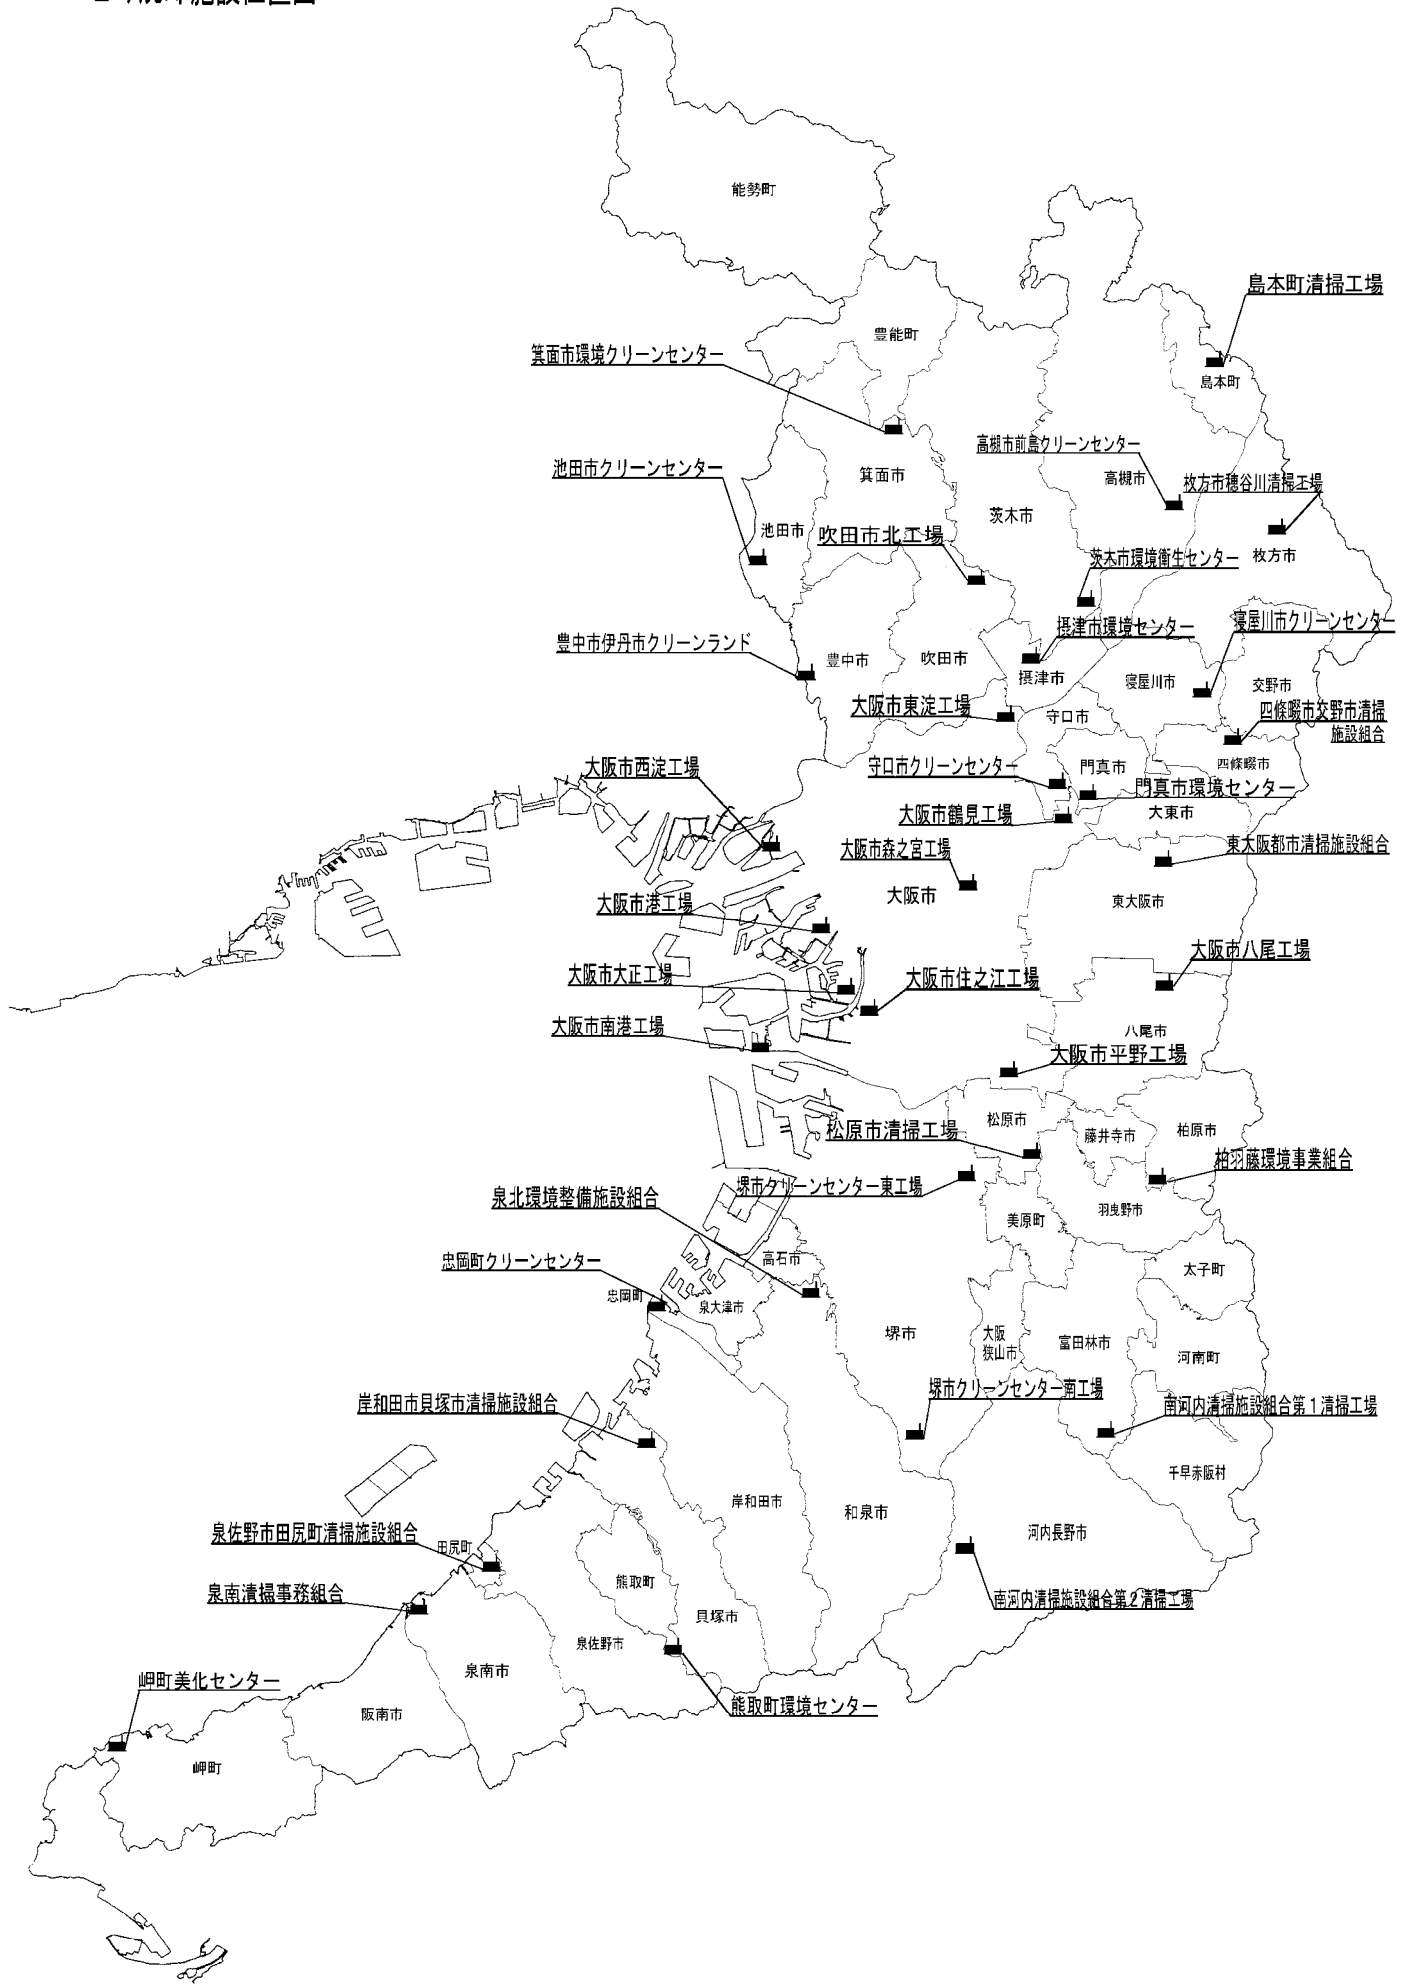 能勢町
島本町清掃工場
豊能町
箕面市環境クリーンセンター
島本町
高槻市前島クリーンセンター
池田市クリーンセンター
箕面市
高槻市
枚方市穂谷川清掃工場
茨木市
池田市
吹田市北工場
茨木市環境衛生センター
枚方市
寝屋川市クリーンセンター
摂津市環境センター
豊中市伊丹市クリーンランド
豊中市
吹田市
摂津市
寝屋川市
交野市
大阪市東淀工場
守口市
四條畷市交野市清掃
施設組合
大阪市西淀工場
守口市クリーンセンター
門真市
四條畷市
門真市環境センター
大阪市鶴見工場
大東市
大阪市森之宮工場
東大阪都市清掃施設組合
大阪市
東大阪市
大阪市港工場
大阪市八尾工場
大阪市大正工場
大阪市住之江工場
大阪市南港工場
八尾市
大阪市平野工場
松原市
松原市清掃工場
藤井寺市
柏原市
柏羽藤環境事業組合
堺市クリーンセンター東工場
泉北環境整備施設組合
美原町
羽曳野市
高石市
忠岡町クリーンセンター
太子町
忠岡町
泉大津市
堺市
大阪
狭山市
富田林市
河南町
岸和田市貝塚市清掃施設組合
堺市クリーンセンター南工場
南河内清掃施設組合第1清掃工場
千早赤阪村
岸和田市
和泉市
泉佐野市田尻町清掃施設組合
田尻町
河内長野市
熊取町
泉南清掃事務組合
南河内清掃施設組合第2清掃工場
貝塚市
泉佐野市
泉南市
岬町美化センター
熊取町環境センター
阪南市
岬町